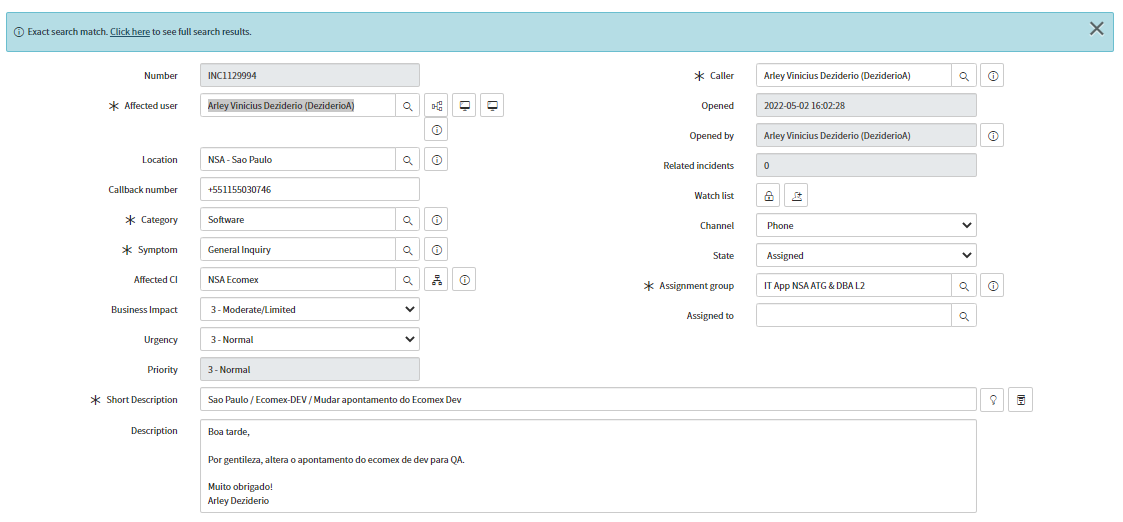 Exact search match. Click here to see full search results.
Number INC1129994
Affected user Arley Vinicius Deziderio (DeziderioA)
Location NSA - Sao Paulo
Callback number +551155030746
Category Software
Symptom General Inquiry
Affected CI NSA Ecomex
Business Impact 3 - Moderate/Limited
Urgency 3 - Normal
Priority 3 - Normal
Caller Arley Vinicius Deziderio (DeziderioA)
Opened 2022-05-02 16:02:28
Opened by Arley Vinicius Deziderio (DeziderioA)
Related incidents 0
Watch list
Channel Phone
State Assigned
Assignment group IT App NSA ATG & DBA L2
Assigned to
Short Description Sao Paulo / Ecomex-DEV / Mudar apontamento do Ecomex Dev
Description Boa tarde,
Por gentileza, altera o apontamento do ecomex de dev para QA.
Muito obrigado!
Arley Deziderio